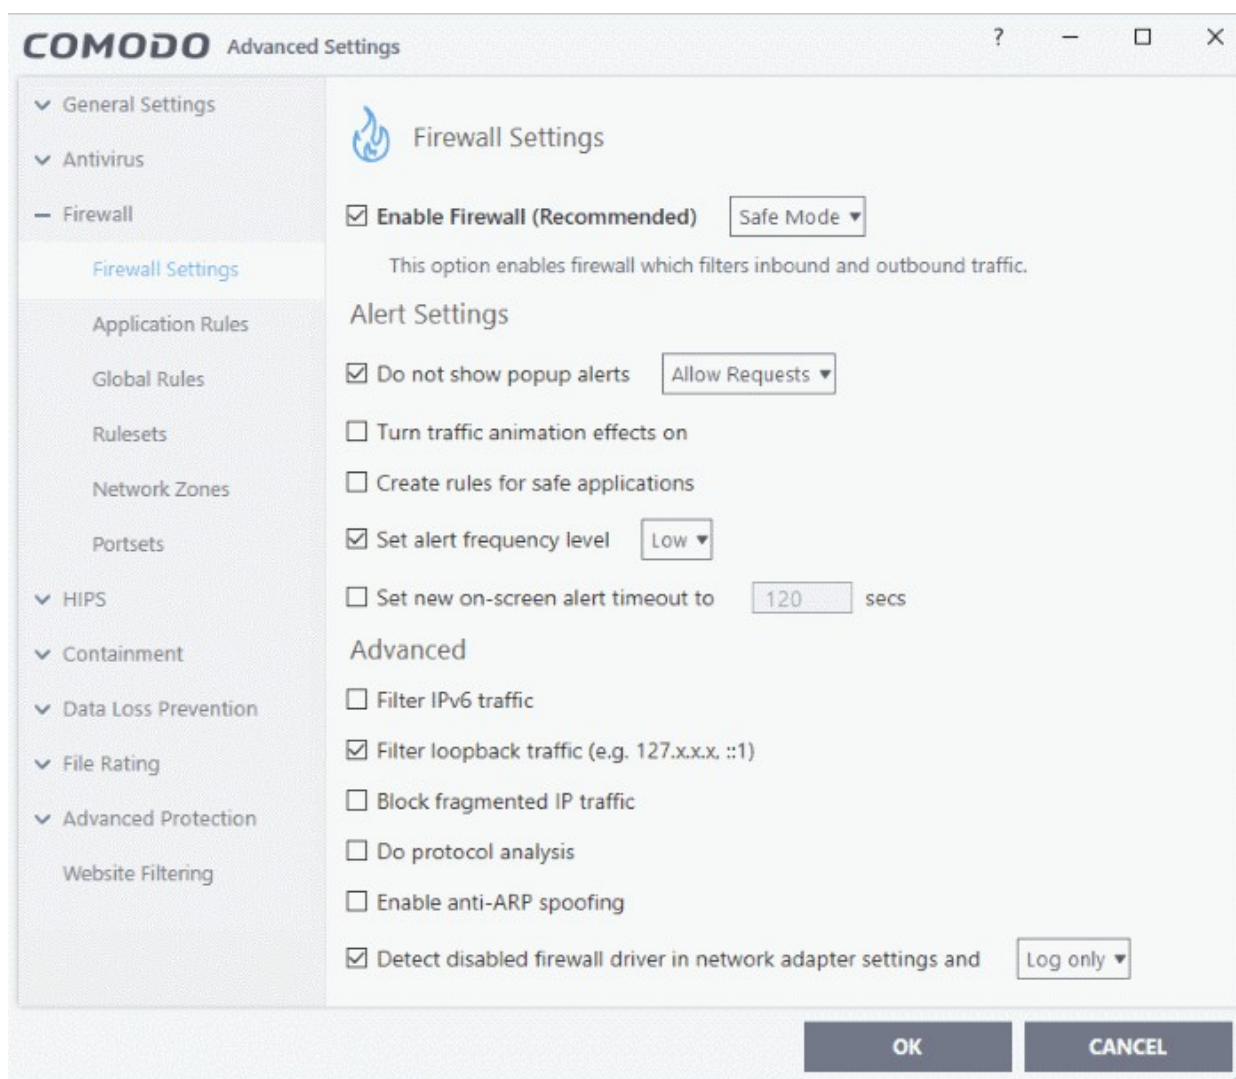 COMODO Advanced Settings ?
General Settings
Antivirus
Firewall
Firewall Settings
Application Rules
Global Rules
Rulesets
Network Zones
Portsets
HIPS
Containment
Data Loss Prevention
File Rating
Advanced Protection
Website Filtering
Firewall Settings
Enable Firewall (Recommended) Safe Mode
This option enables firewall which filters inbound and outbound traffic.
Alert Settings
Do not show popup alerts Allow Requests
Turn traffic animation effects on
Create rules for safe applications
Set alert frequency level Low
Set new on-screen alert timeout to 120 secs
Advanced
Filter IPv6 traffic
Filter loopback traffic (e.g. 127.x.x.x, ::1)
Block fragmented IP traffic
Do protocol analysis
Enable anti-ARP spoofing
Detect disabled firewall driver in network adapter settings and Log only
OK CANCEL